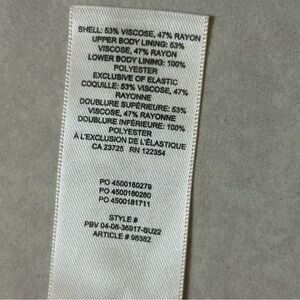 SHELL: 53% VISCOSE, 47% RAYON
UPPER BODY LINING: 53%
VISCOSE, 47% RAYON
LOWER BODY LINING: 100%
POLYESTER
EXCLUSIVE OF ELASTIC
COQUILLE: 53% VISCOSE, 47%
RAYONNE
DOUBLURE SUPÉRIEURE: 53%
VISCOSE, 47% RAYONNE
DOUBLURE INFÉRIEURE: 100%
POLYESTER
À L'EXCLUSION DE L'ÉLASTIQUE
CA 23725 RN 122354
PO 4500180279
PO 4500180280
PO 4500181711
STYLE #
PBV 04-08-36917-SU22
ARTICLE # 98382